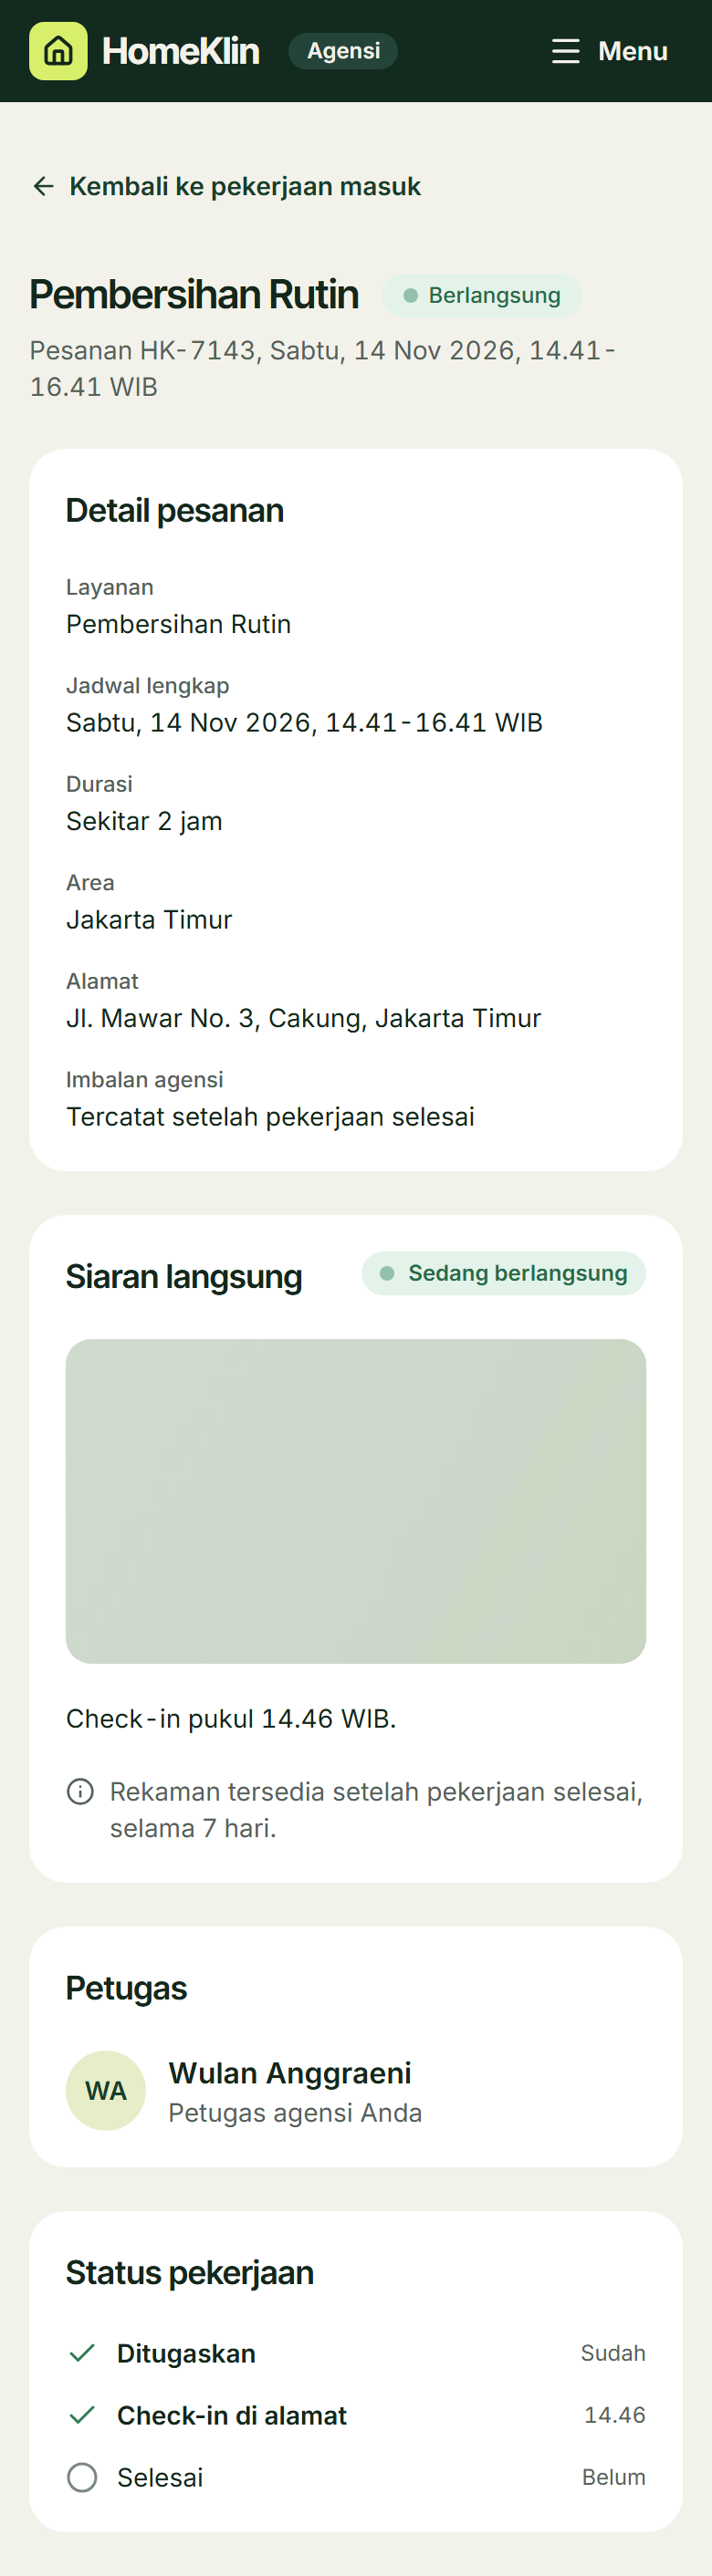 HomeKlin
Agensi
Menu
Kembali ke pekerjaan masuk
Pembersihan Rutin
Berlangsung
Pesanan HK-7143, Sabtu, 14 Nov 2026, 14.41-
16.41 WIB
Detail pesanan
Layanan
Pembersihan Rutin
Jadwal lengkap
Sabtu, 14 Nov 2026, 14.41-16.41 WIB
Durasi
Sekitar 2 jam
Area
Jakarta Timur
Alamat
Jl. Mawar No. 3, Cakung, Jakarta Timur
Imbalan agensi
Tercatat setelah pekerjaan selesai
Siaran langsung
Sedang berlangsung
Check-in pukul 14.46 WIB.
Rekaman tersedia setelah pekerjaan selesai,
selama 7 hari.
Petugas
WA
Wulan Anggraeni
Petugas agensi Anda
Status pekerjaan
Ditugaskan
Sudah
Check-in di alamat
14.46
Selesai
Belum